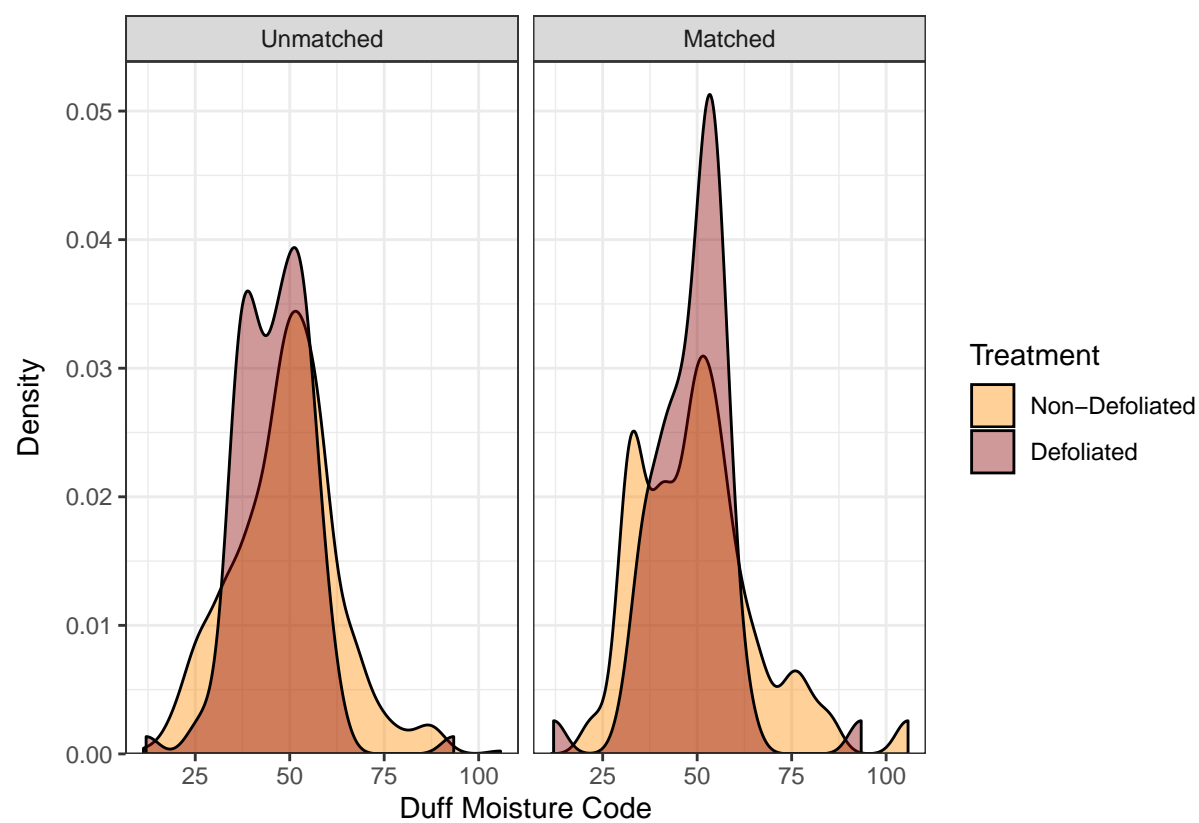 Unmatched
Matched
Density
0.05
0.04
0.03
0.02
0.01
0.00
25 50 75 100
25 50 75 100
Duff Moisture Code
Treatment
Non−Defoliated
Defoliated